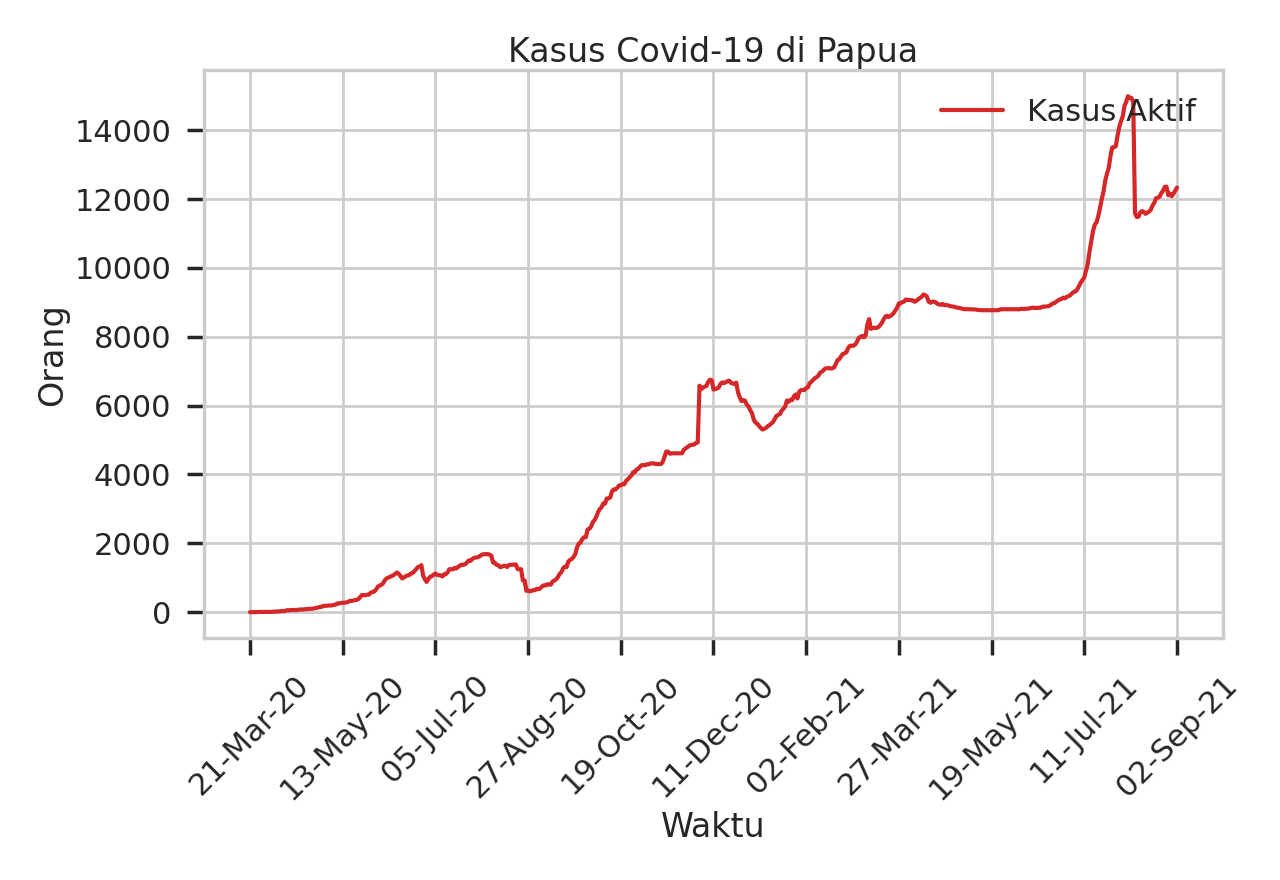 Kasus Covid-19 di Papua
Kasus Aktif
14000
12000
10000
8000
6000
4000
2000
0
Orang
21-Mar-20
13-May-20
05-Jul-20
27-Aug-20
19-Oct-20
11-Dec-20
02-Feb-21
27-Mar-21
19-May-21
11-Jul-21
02-Sep-21
Waktu